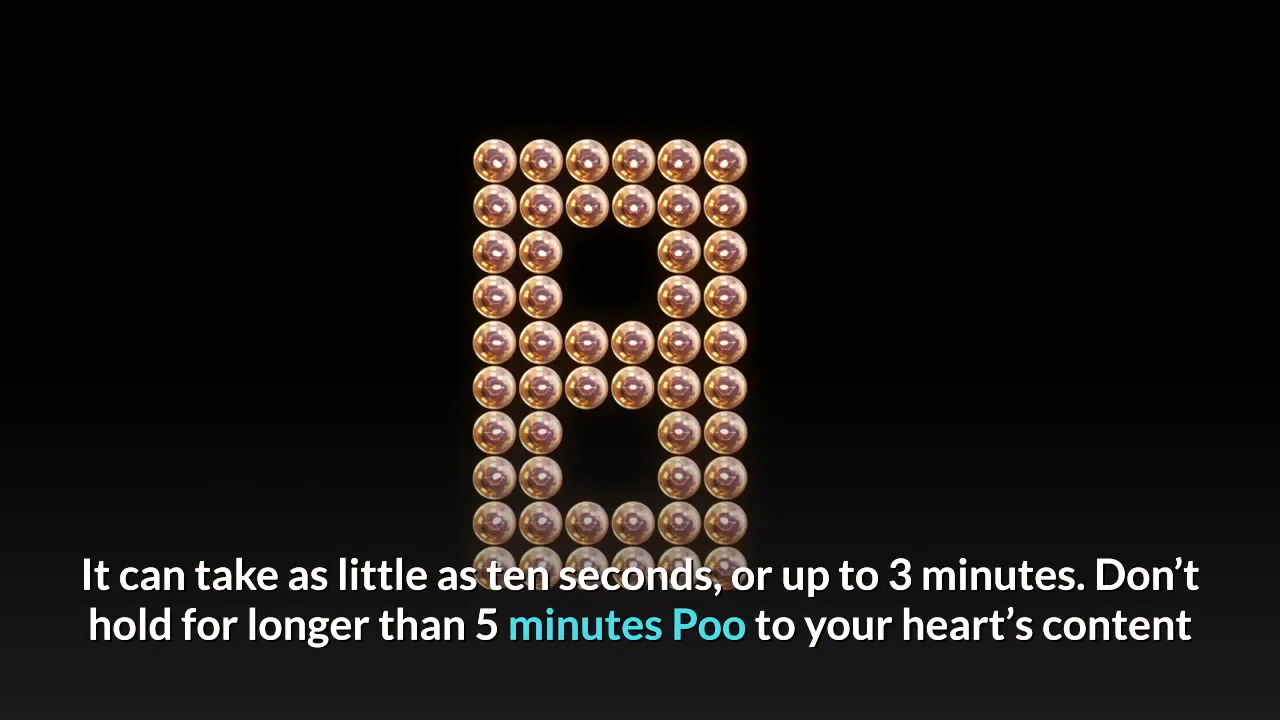 8
It can take as little as ten seconds, or up to 3 minutes. Don’t
hold for longer than 5 minutes Poo to your heart’s content